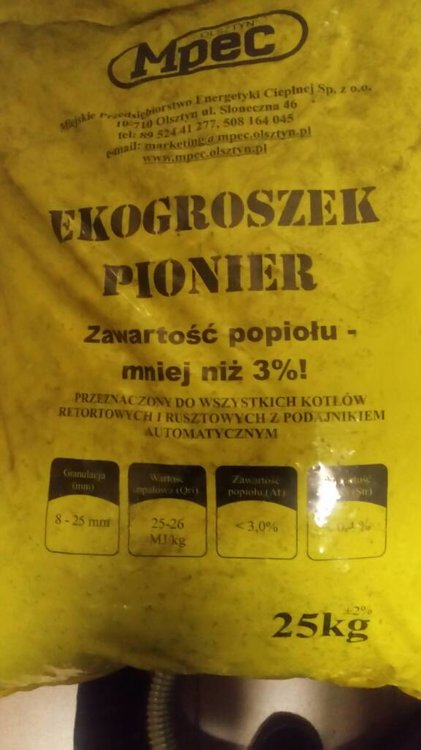 OLSZTYN
Mpec
Miejskie Przedsiębiorstwo Energetyki Cieplnej Sp. z o.o.
10-710 Olsztyn ul. Słoneczna 46
tel: 89 524 41 277, 508 164 045
email: marketing@mpec.olsztyn.pl
www.mpec.olsztyn.pl
EKOGROSZEK
PIONIER
Zawartość popiołu -
mniej niż 3%!
PRZEZNACZONY DO WSZYSTKICH KOTŁÓW
RETORTOWYCH I RUSZTOWYCH Z PODAJNIKIEM
AUTOMATYCZNYM
Granulacja
(mm)
8 - 25 mm
Wartość
opałowa (Qri)
25-26
MJ/kg
Zawartość
popiołu (Ar)
< 3,0%
±2%
25kg